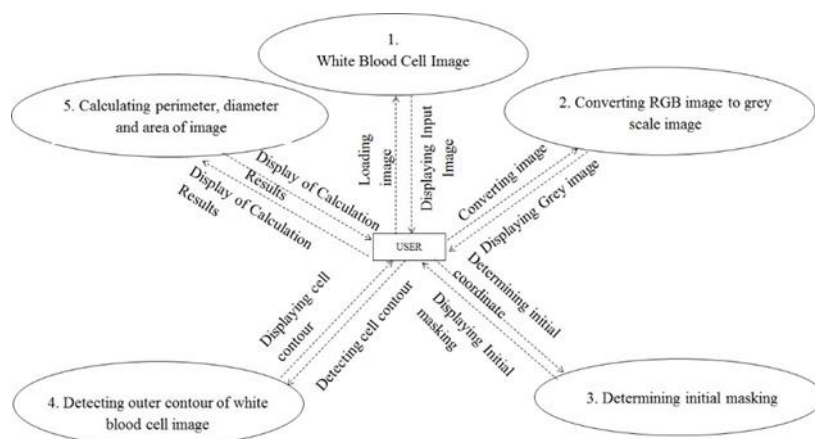 1.
White Blood Cell Image
5. Calculating perimeter, diameter
and area of image
2. Converting RGB image to grey
scale image
Loading
image
Displaying Input
Image
Display of Calculation
Results
Display of Calculation
Results
Converting image
Displaying Grey image
USER
Displaying cell
contour
Detecting cell contour
Determining initial
coordinate
Displaying Initial
masking
4. Detecting outer contour of white
blood cell image
3. Determining initial masking